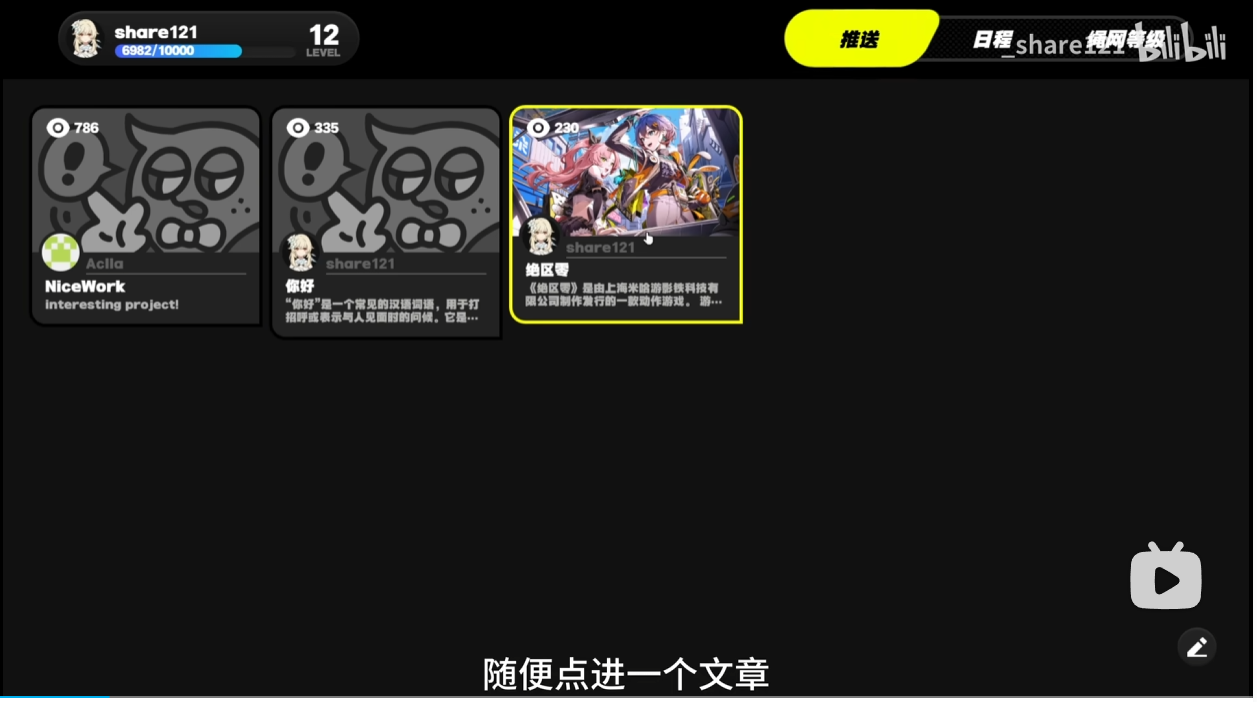 share121
6982/10000
12
LEVEL
推送
日程
绳网等级
_share121
bilibili
786
Aclla
NiceWork
interesting project!
335
share121
你好
“你好”是一个常见的汉语词语，用于打
招呼或表示与人见面时的问候。它是…
230
share121
绝区零
《绝区零》是由上海米哈游影铁科技有
限公司制作发行的一款动作游戏。 游…
随便点进一个文章